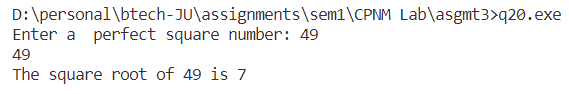 D:\personal\btech-JU\assignments\sem1\CPNM Lab\asgmt3>q20.exe
Enter a  perfect square number: 49
49
The square root of 49 is 7